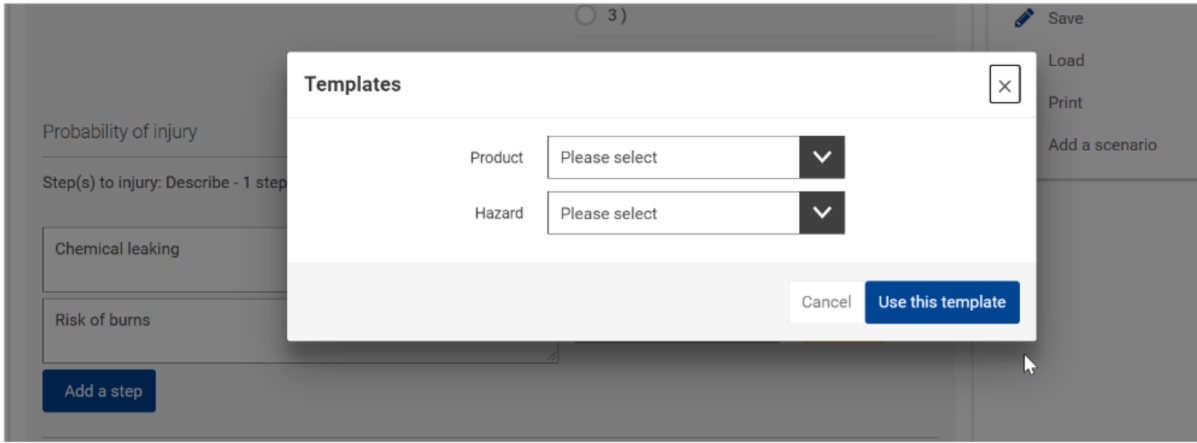 3 )
Save
Load
Print
Add a scenario
Templates
Product
Please select
Hazard
Please select
Cancel
Use this template
Probability of injury
Step(s) to injury: Describe - 1 step
Chemical leaking
Risk of burns
Add a step